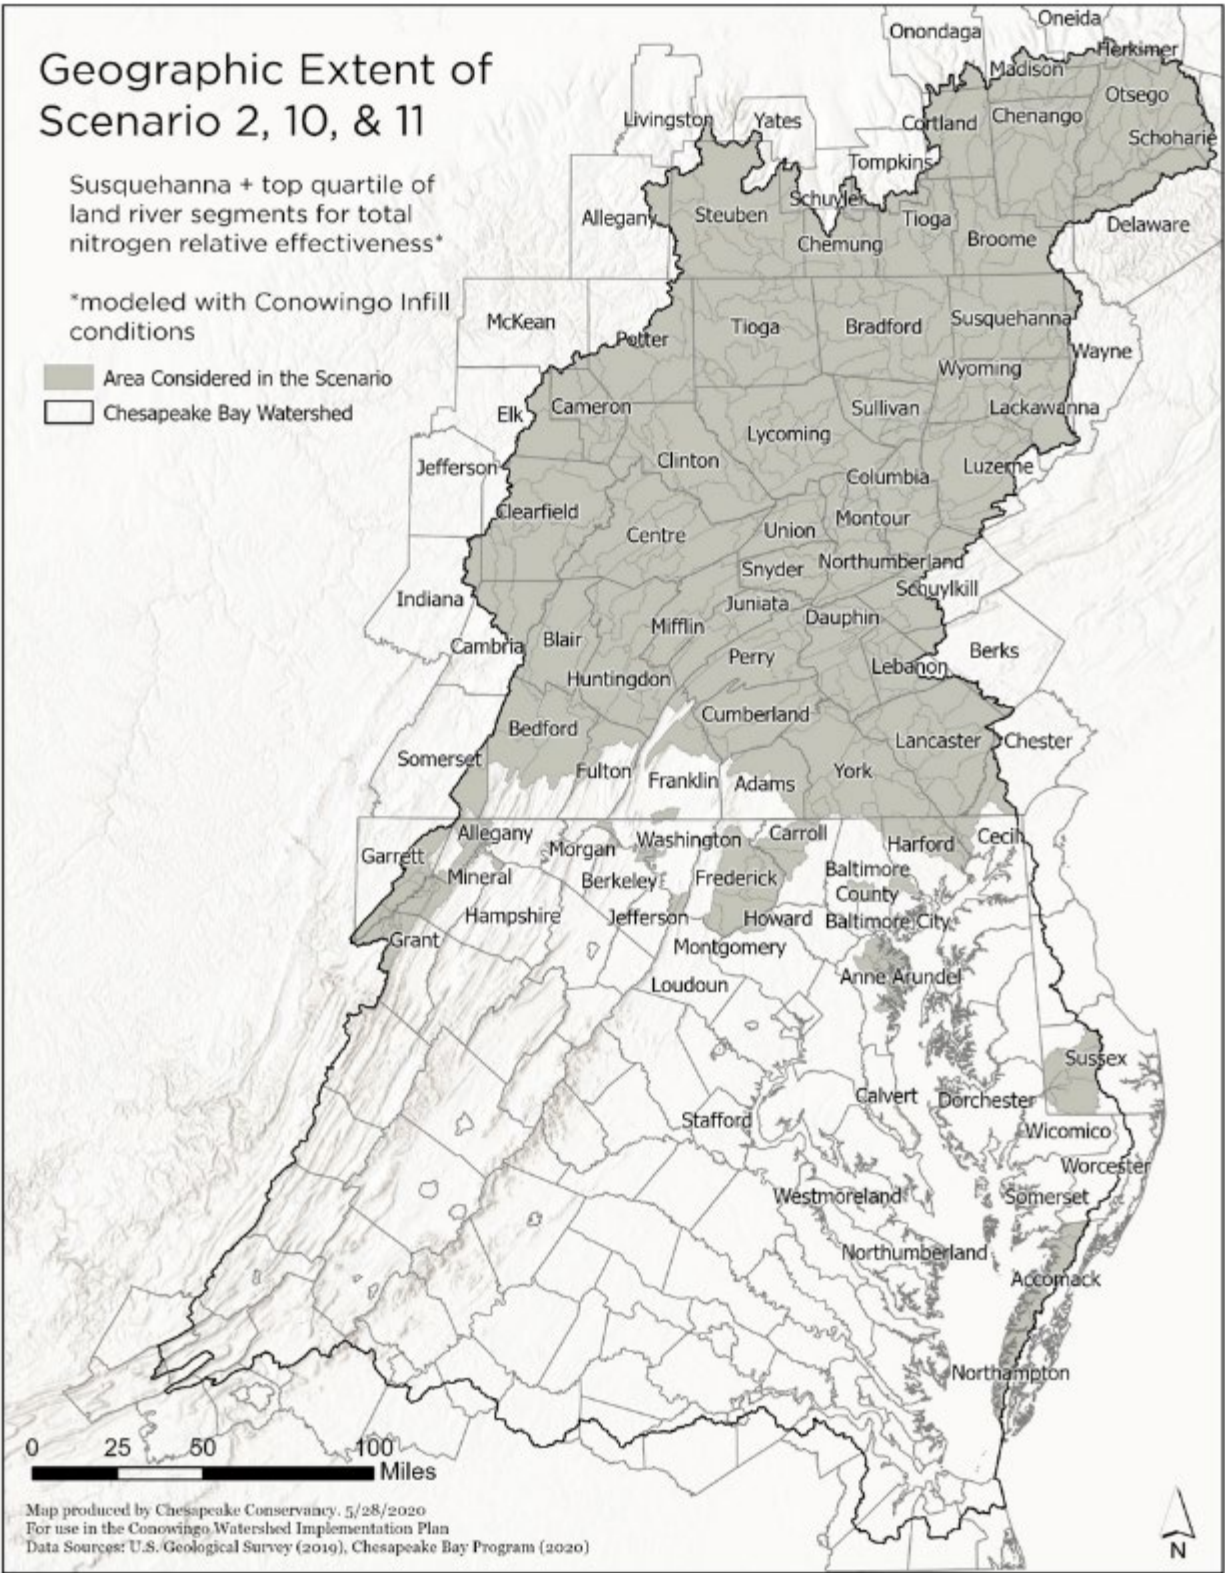 Geographic Extent of
Scenario 2, 10, & 11
Susquehanna + top quartile of
land river segments for total
nitrogen relative effectiveness*
*modeled with Conowingo Infill
conditions
Area Considered in the Scenario
Chesapeake Bay Watershed
Oneida
Onondaga
Herkimer
Madison
Otsego
Livingston
Yates
Cortland
Chenango
Schoharie
Tompkins
Schuyler
Allegany
Steuben
Tioga
Delaware
Chemung
Broome
McKean
Potter
Tioga
Bradford
Susquehanna
Wayne
Wyoming
Elk
Cameron
Sullivan
Lackawanna
Lycoming
Jefferson
Clinton
Columbia
Luzerne
Clearfield
Centre
Union
Montour
Snyder
Northumberland
Schuylkill
Indiana
Juniata
Dauphin
Mifflin
Cambria
Blair
Perry
Lebanon
Berks
Huntingdon
Bedford
Cumberland
Lancaster
Chester
Somerset
Fulton
Franklin
Adams
York
Allegany
Morgan
Washington
Carroll
Harford
Cecil
Garrett
Mineral
Berkeley
Frederick
Baltimore
County
Hampshire
Jefferson
Howard
Baltimore City
Grant
Montgomery
Loudoun
Anne Arundel
Sussex
Calvert
Dorchester
Stafford
Wicomico
Worcester
Westmoreland
Somerset
Northumberland
Accomack
Northampton
0 25 50 100
Miles
Map produced by Chesapeake Conservancy. 5/28/2020
For use in the Conowingo Watershed Implementation Plan
Data Sources: U.S. Geological Survey (2019), Chesapeake Bay Program (2020)
N